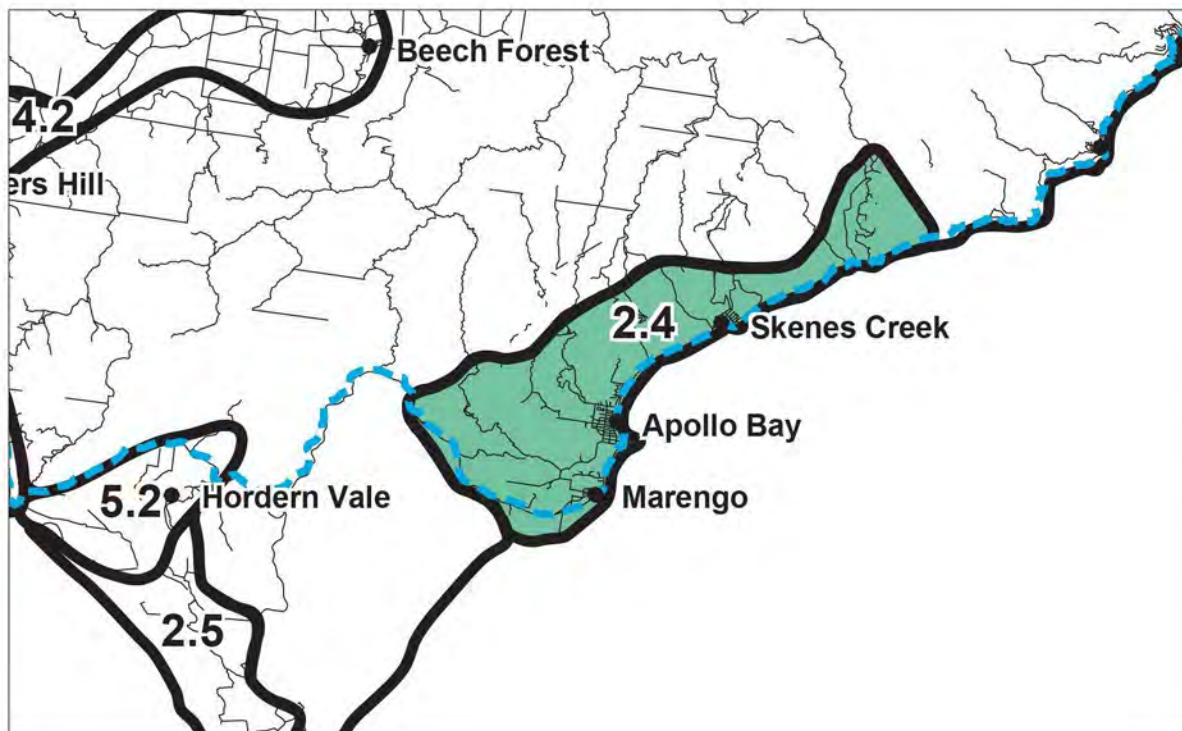 Beech Forest
4.2
ers Hill
2.4
Skenes Creek
Apollo Bay
5.2
Hordern Vale
Marengo
2.5